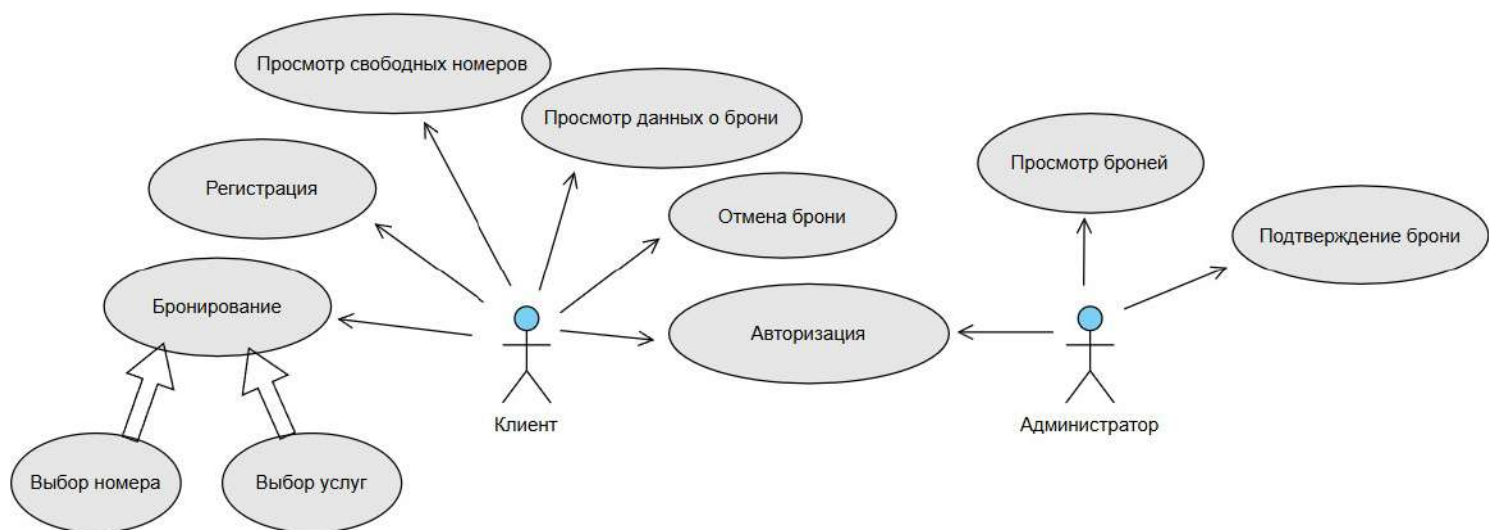 Просмотр свободных номеров
Просмотр данных о брони
Просмотр броней
Регистрация
Отмена брони
Подтверждение брони
Бронирование
Авторизация
Клиент
Администратор
Выбор номера
Выбор услуг